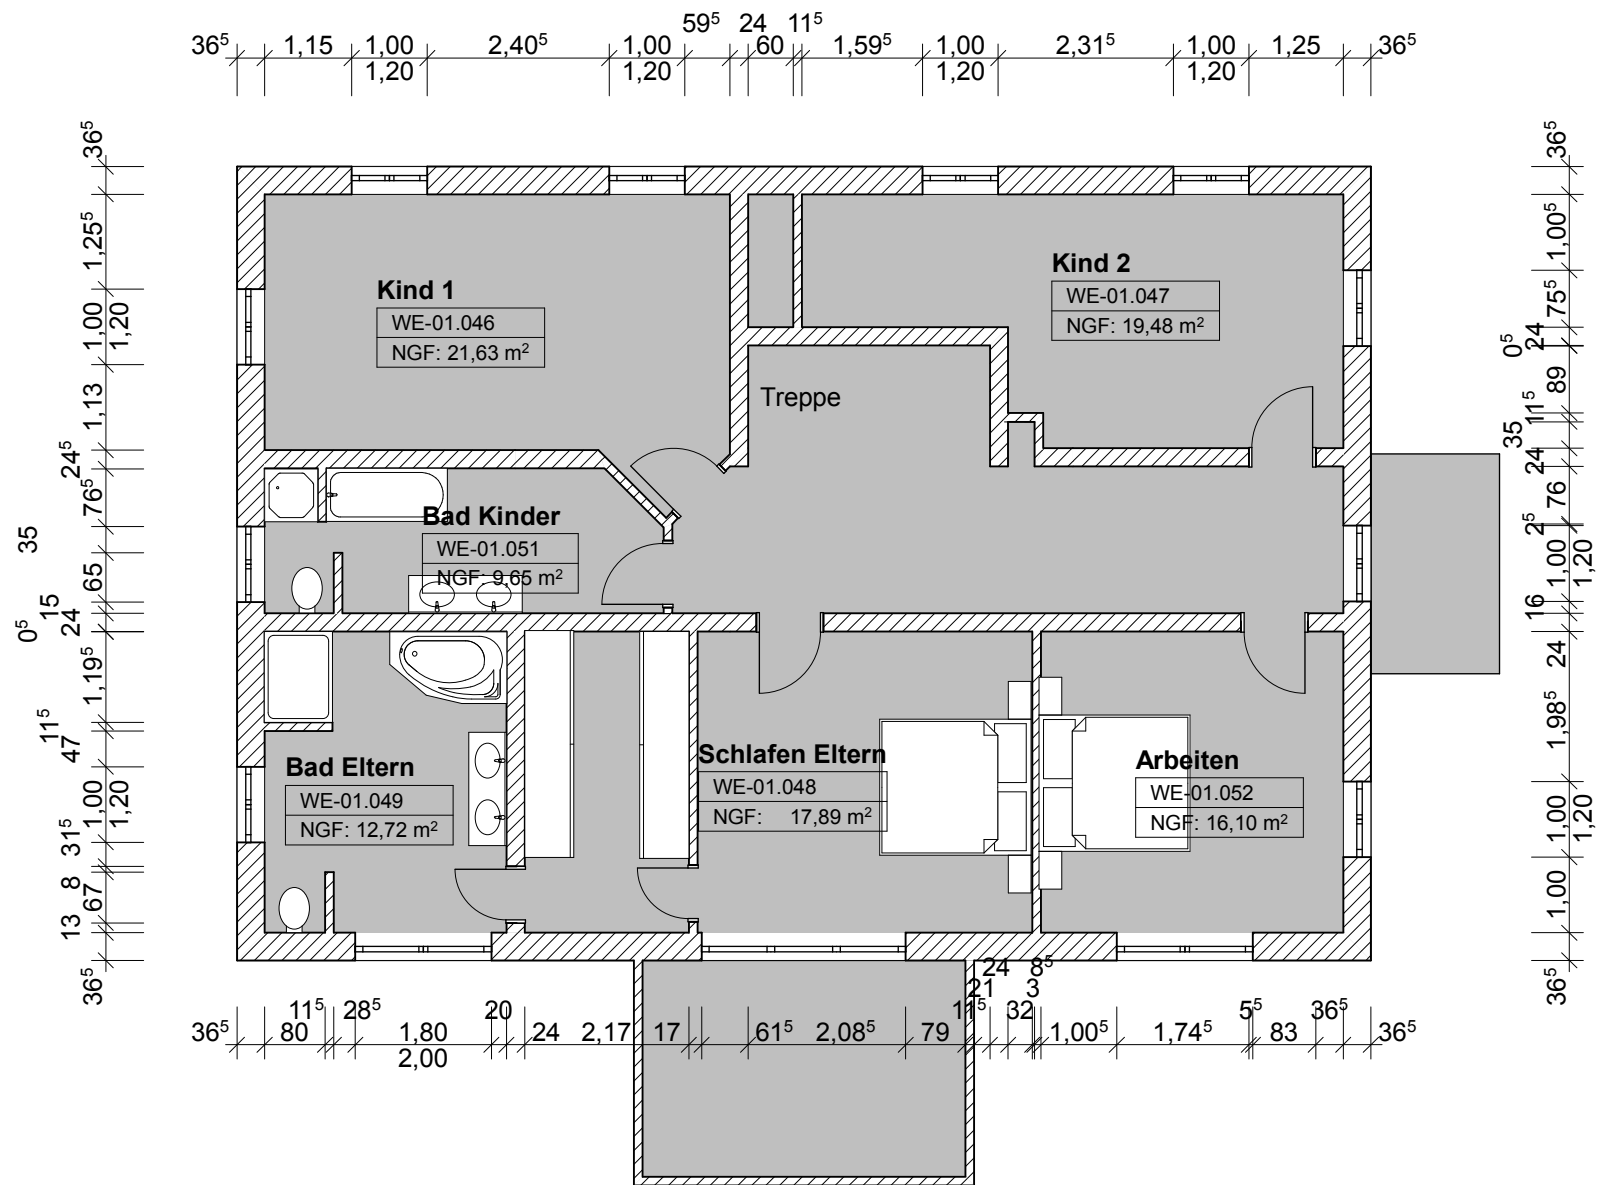 59⁵ 24 11⁵
36⁵ 1,15 1,00 2,40⁵ 1,00 60 1,59⁵ 1,00 2,31⁵ 1,00 1,25 36⁵
1,20 1,20 1,20 1,20
36⁵
1,25⁵
1,00
1,20
1,13
24⁵
76⁵
35
65
15
24
0⁵
1,19⁵
11⁵
47
1,00
1,20
31⁵
8
67
13
36⁵
Kind 1
WE-01.046
NGF: 21,63 m²
Kind 2
WE-01.047
NGF: 19,48 m²
Treppe
Bad Kinder
WE-01.051
NGF: 9,65 m²
Bad Eltern
WE-01.049
NGF: 12,72 m²
Schlafen Eltern
WE-01.048
NGF: 17,89 m²
Arbeiten
WE-01.052
NGF: 16,10 m²
36⁵
1,00⁵
75⁵
24
0⁵
89
11⁵
35
24
76
2⁵
1,00
1,20
16
24
1,98⁵
1,00
1,20
1,00
36⁵
24 8⁵
21 3
11⁵ 28⁵ 20 11⁵ 32 5⁵ 36⁵
36⁵ 80 1,80 24 2,17 17 61⁵ 2,08⁵ 79 1,00⁵ 1,74⁵ 83 36⁵
2,00